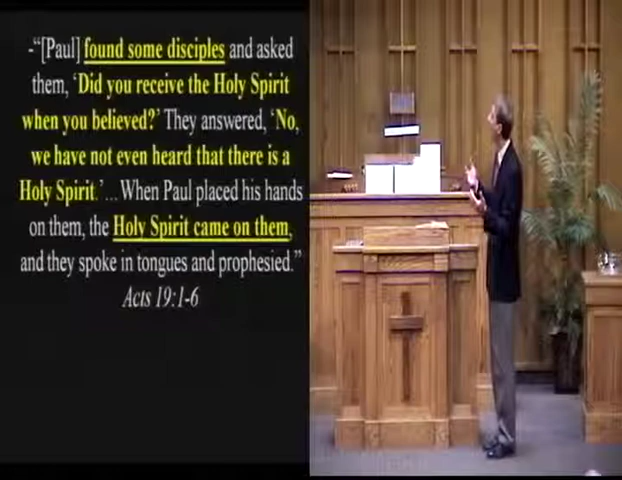 -“[Paul] found some disciples and asked
them, ‘Did you receive the Holy Spirit
when you believed?’ They answered, ‘No,
we have not even heard that there is a
Holy Spirit.’...When Paul placed his hands
on them, the Holy Spirit came on them,
and they spoke in tongues and prophesied.”
Acts 19:1-6